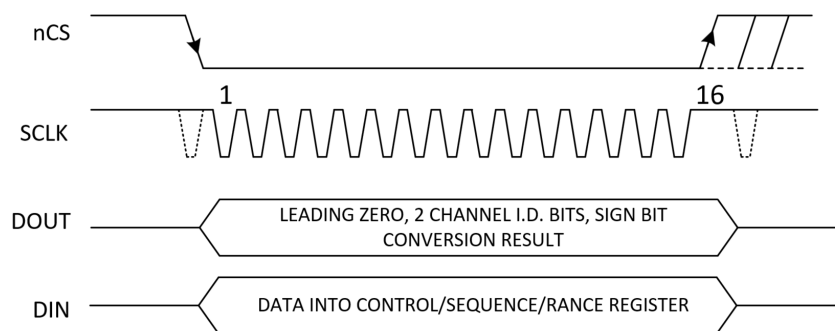 nCS
1
16
SCLK
DOUT
LEADING ZERO, 2 CHANNEL I.D. BITS, SIGN BIT
CONVERSION RESULT
DIN
DATA INTO CONTROL/SEQUENCE/RANCE REGISTER